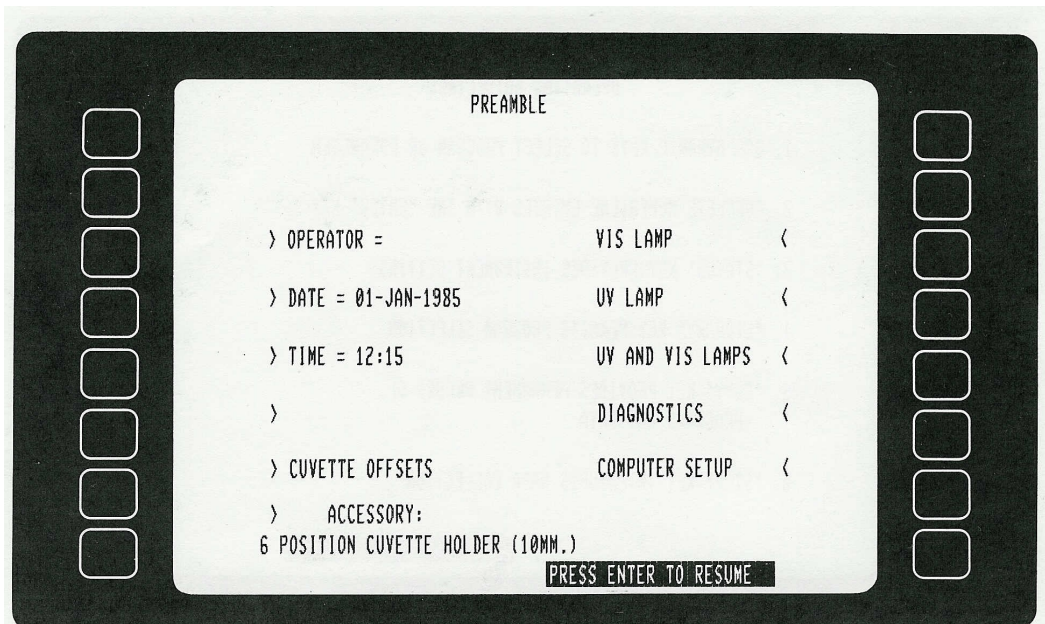 PREAMBLE
> OPERATOR = VIS LAMP <
> DATE = 01-JAN-1985 UV LAMP <
> TIME = 12:15 UV AND VIS LAMPS <
> DIAGNOSTICS <
> CUVETTE OFFSETS COMPUTER SETUP <
> ACCESSORY:
6 POSITION CUVETTE HOLDER (10MM.)
PRESS ENTER TO RESUME